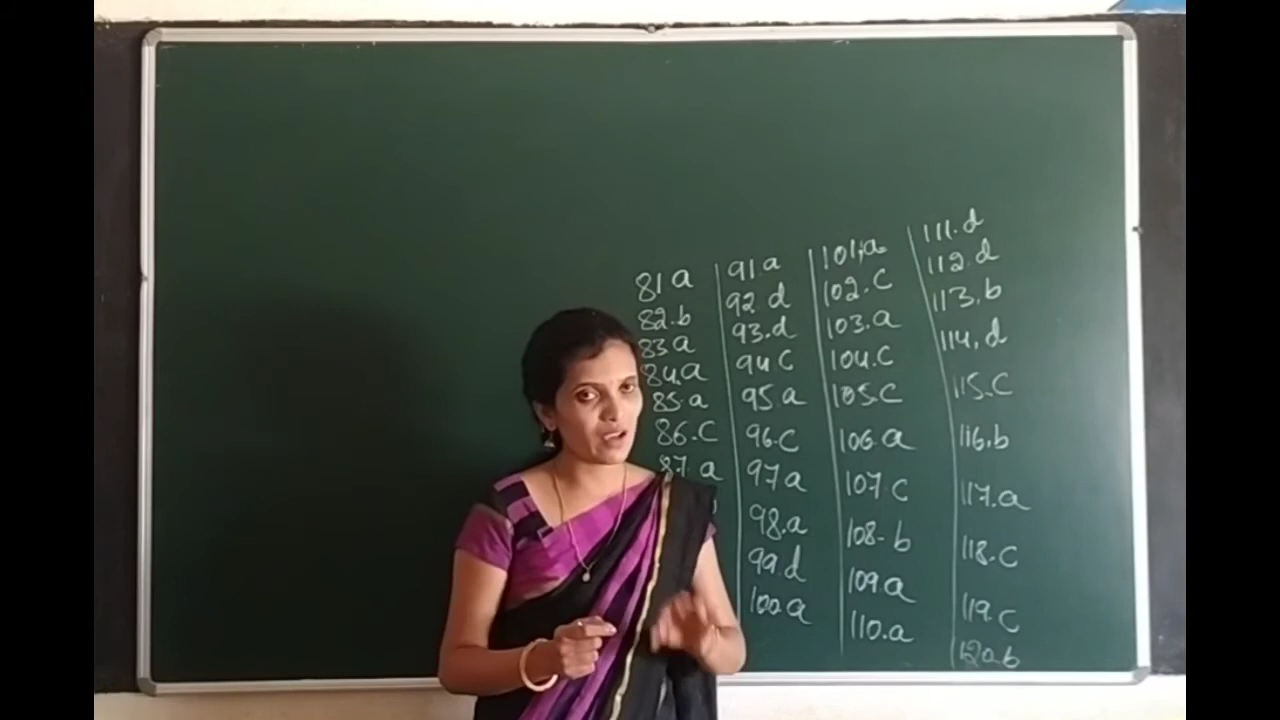 81 a
82. b
83 a
84. a
85. a
86. c
87. a
91. a
92. d
93. d
94 c
95 a
96. c
97 a
98. a
99. d
100. a
101. a
102. c
103. a
104. c
105. c
106. a
107. c
108. b
109. a
110. a
111. d
112. d
113. b
114. d
115. c
116. b
117. a
118. c
119. c
120 b